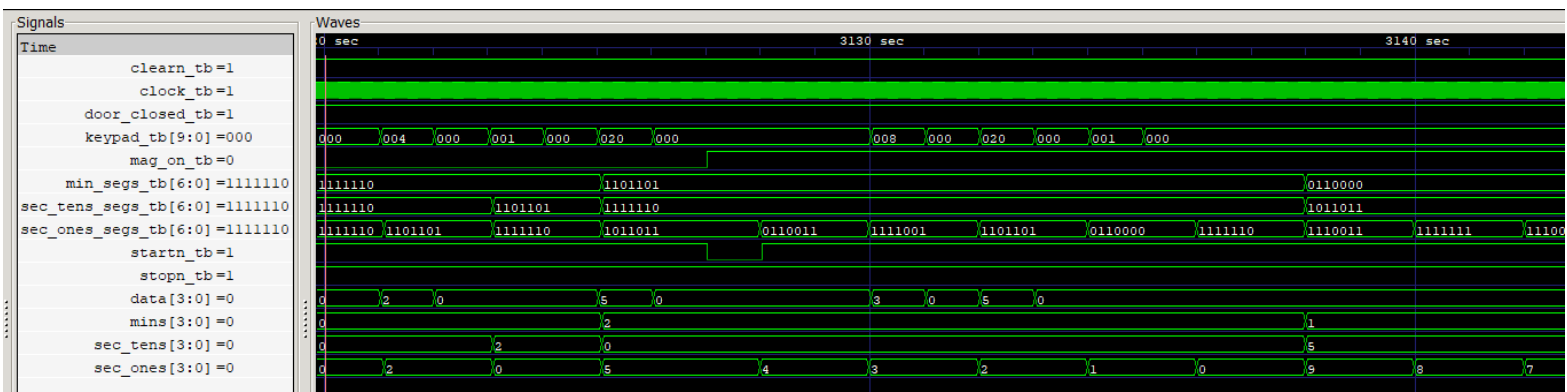 Signals Waves
Time :0 sec 3130 sec 3140 sec
clearn_tb=1
clock_tb=1
door_closed_tb=1
keypad_tb[9:0]=000 000 004 000 001 000 020 000 008 000 020 000 001 000
mag_on_tb=0
min_segs_tb[6:0]=1111110 1111110 1101101 0110000
sec_tens_segs_tb[6:0]=1111110 1111110 1101101 1111110 1011011
sec_ones_segs_tb[6:0]=1111110 1111110 1101101 1111110 1011011 0110011 1111001 1101101 0110000 1111110 1110011 1111111 11100
startn_tb=1
stopn_tb=1
data[3:0]=0 0 2 0 5 0 3 0 5 0
mins[3:0]=0 0 2 1
sec_tens[3:0]=0 0 2 0 5
sec_ones[3:0]=0 0 2 0 5 4 3 2 1 0 9 8 7